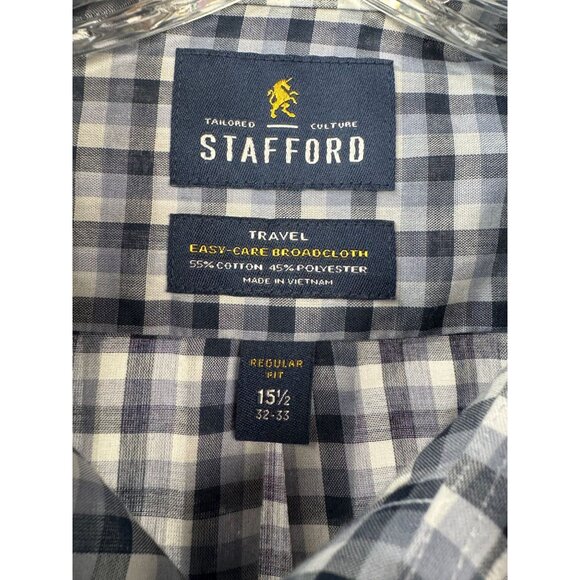 TAILORED CULTURE
STAFFORD
TRAVEL
EASY-CARE BROADCLOTH
55% COTTON 45% POLYESTER
MADE IN VIETNAM
REGULAR
FIT
15½
32-33